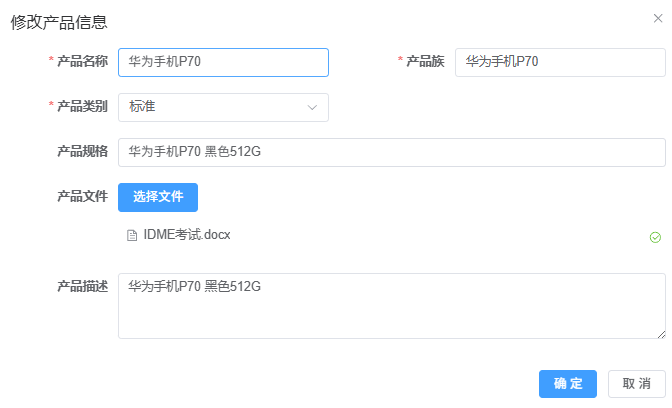 修改产品信息
* 产品名称 华为手机P70 * 产品族 华为手机P70
* 产品类别 标准
产品规格 华为手机P70 黑色512G
产品文件 选择文件
IDME考试.docx
产品描述 华为手机P70 黑色512G
确 定 取 消